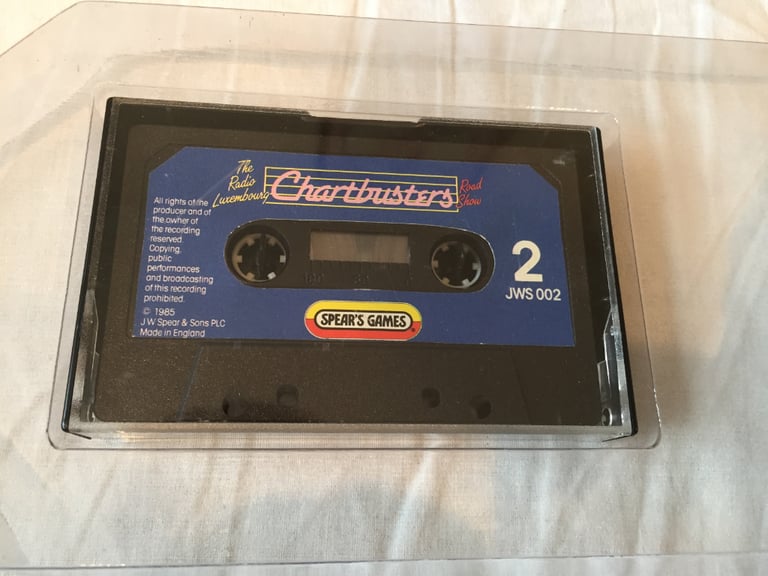 The
Radio
Luxembourg
Chartbusters
Road
Show
All rights of the
producer and of
the owner of
the recording
reserved.
Copying,
public
performances
and broadcasting
of this recording
prohibited.
© 1985
J W Spear & Sons PLC
Made in England
2
JWS 002
SPEAR'S GAMES